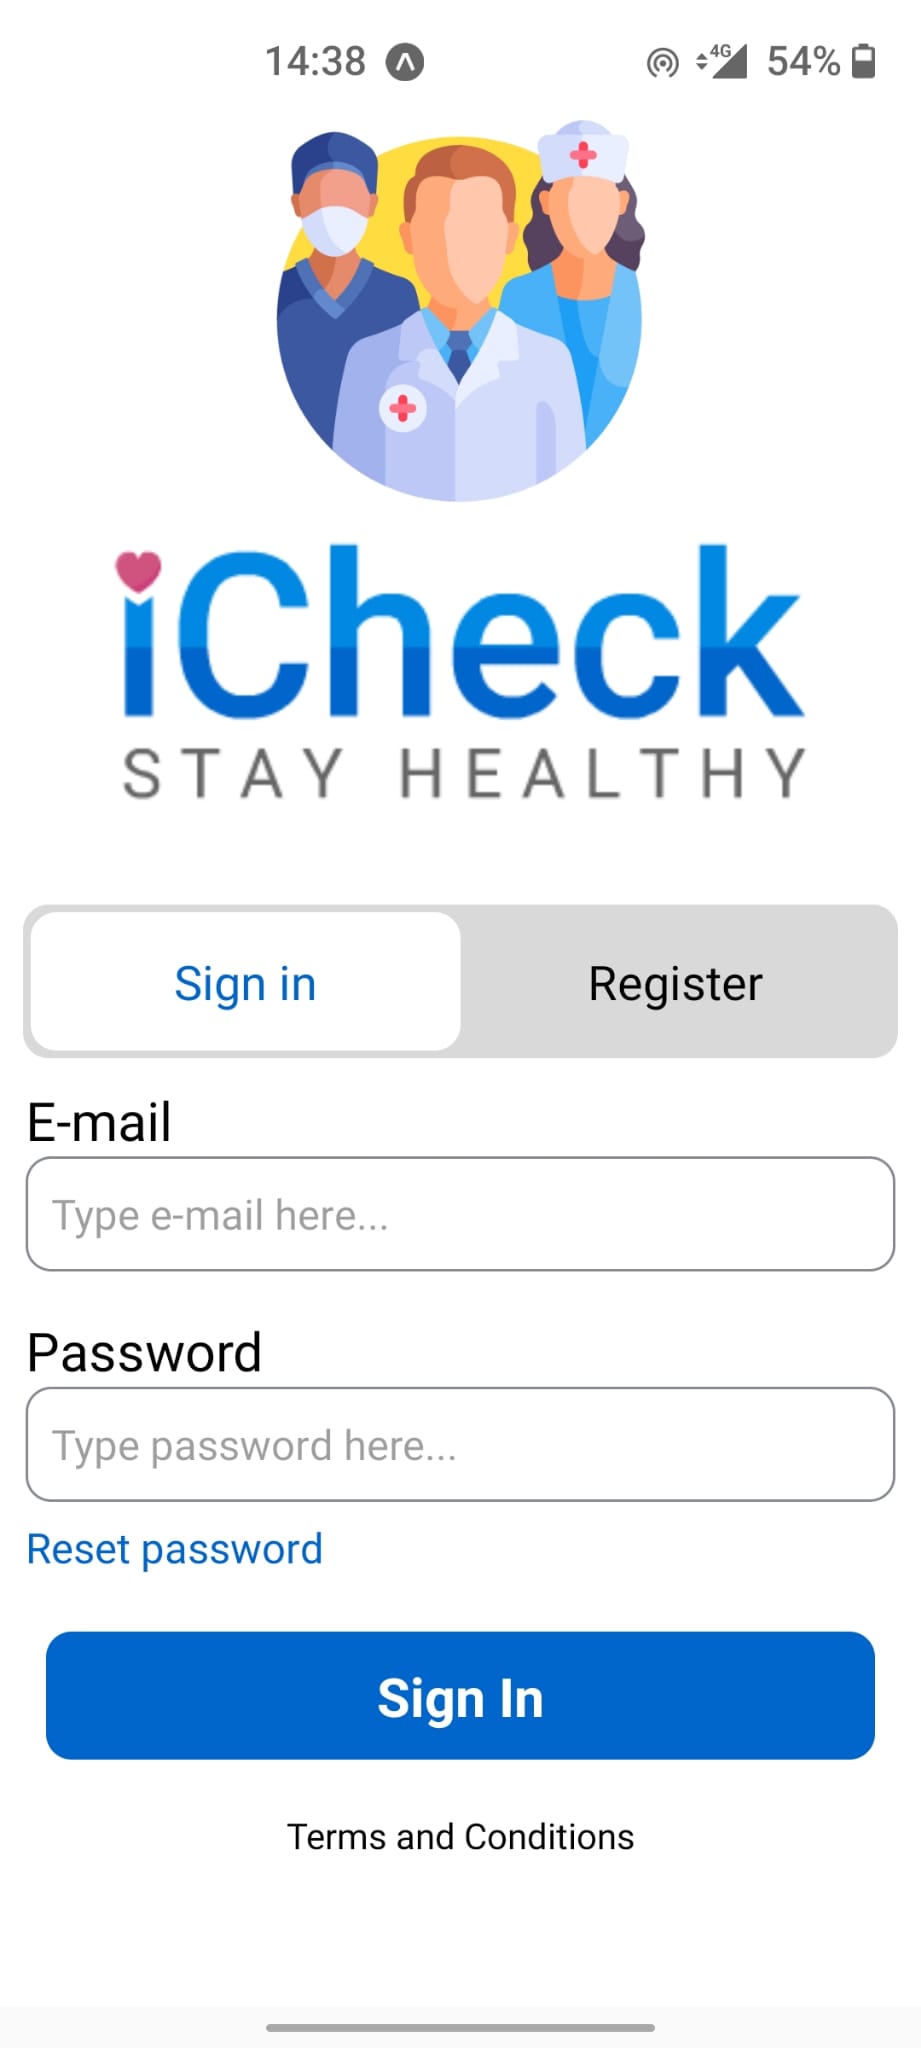 14:38 4G 54%
iCheck
STAY HEALTHY
Sign in Register
E-mail
Type e-mail here...
Password
Type password here...
Reset password
Sign In
Terms and Conditions